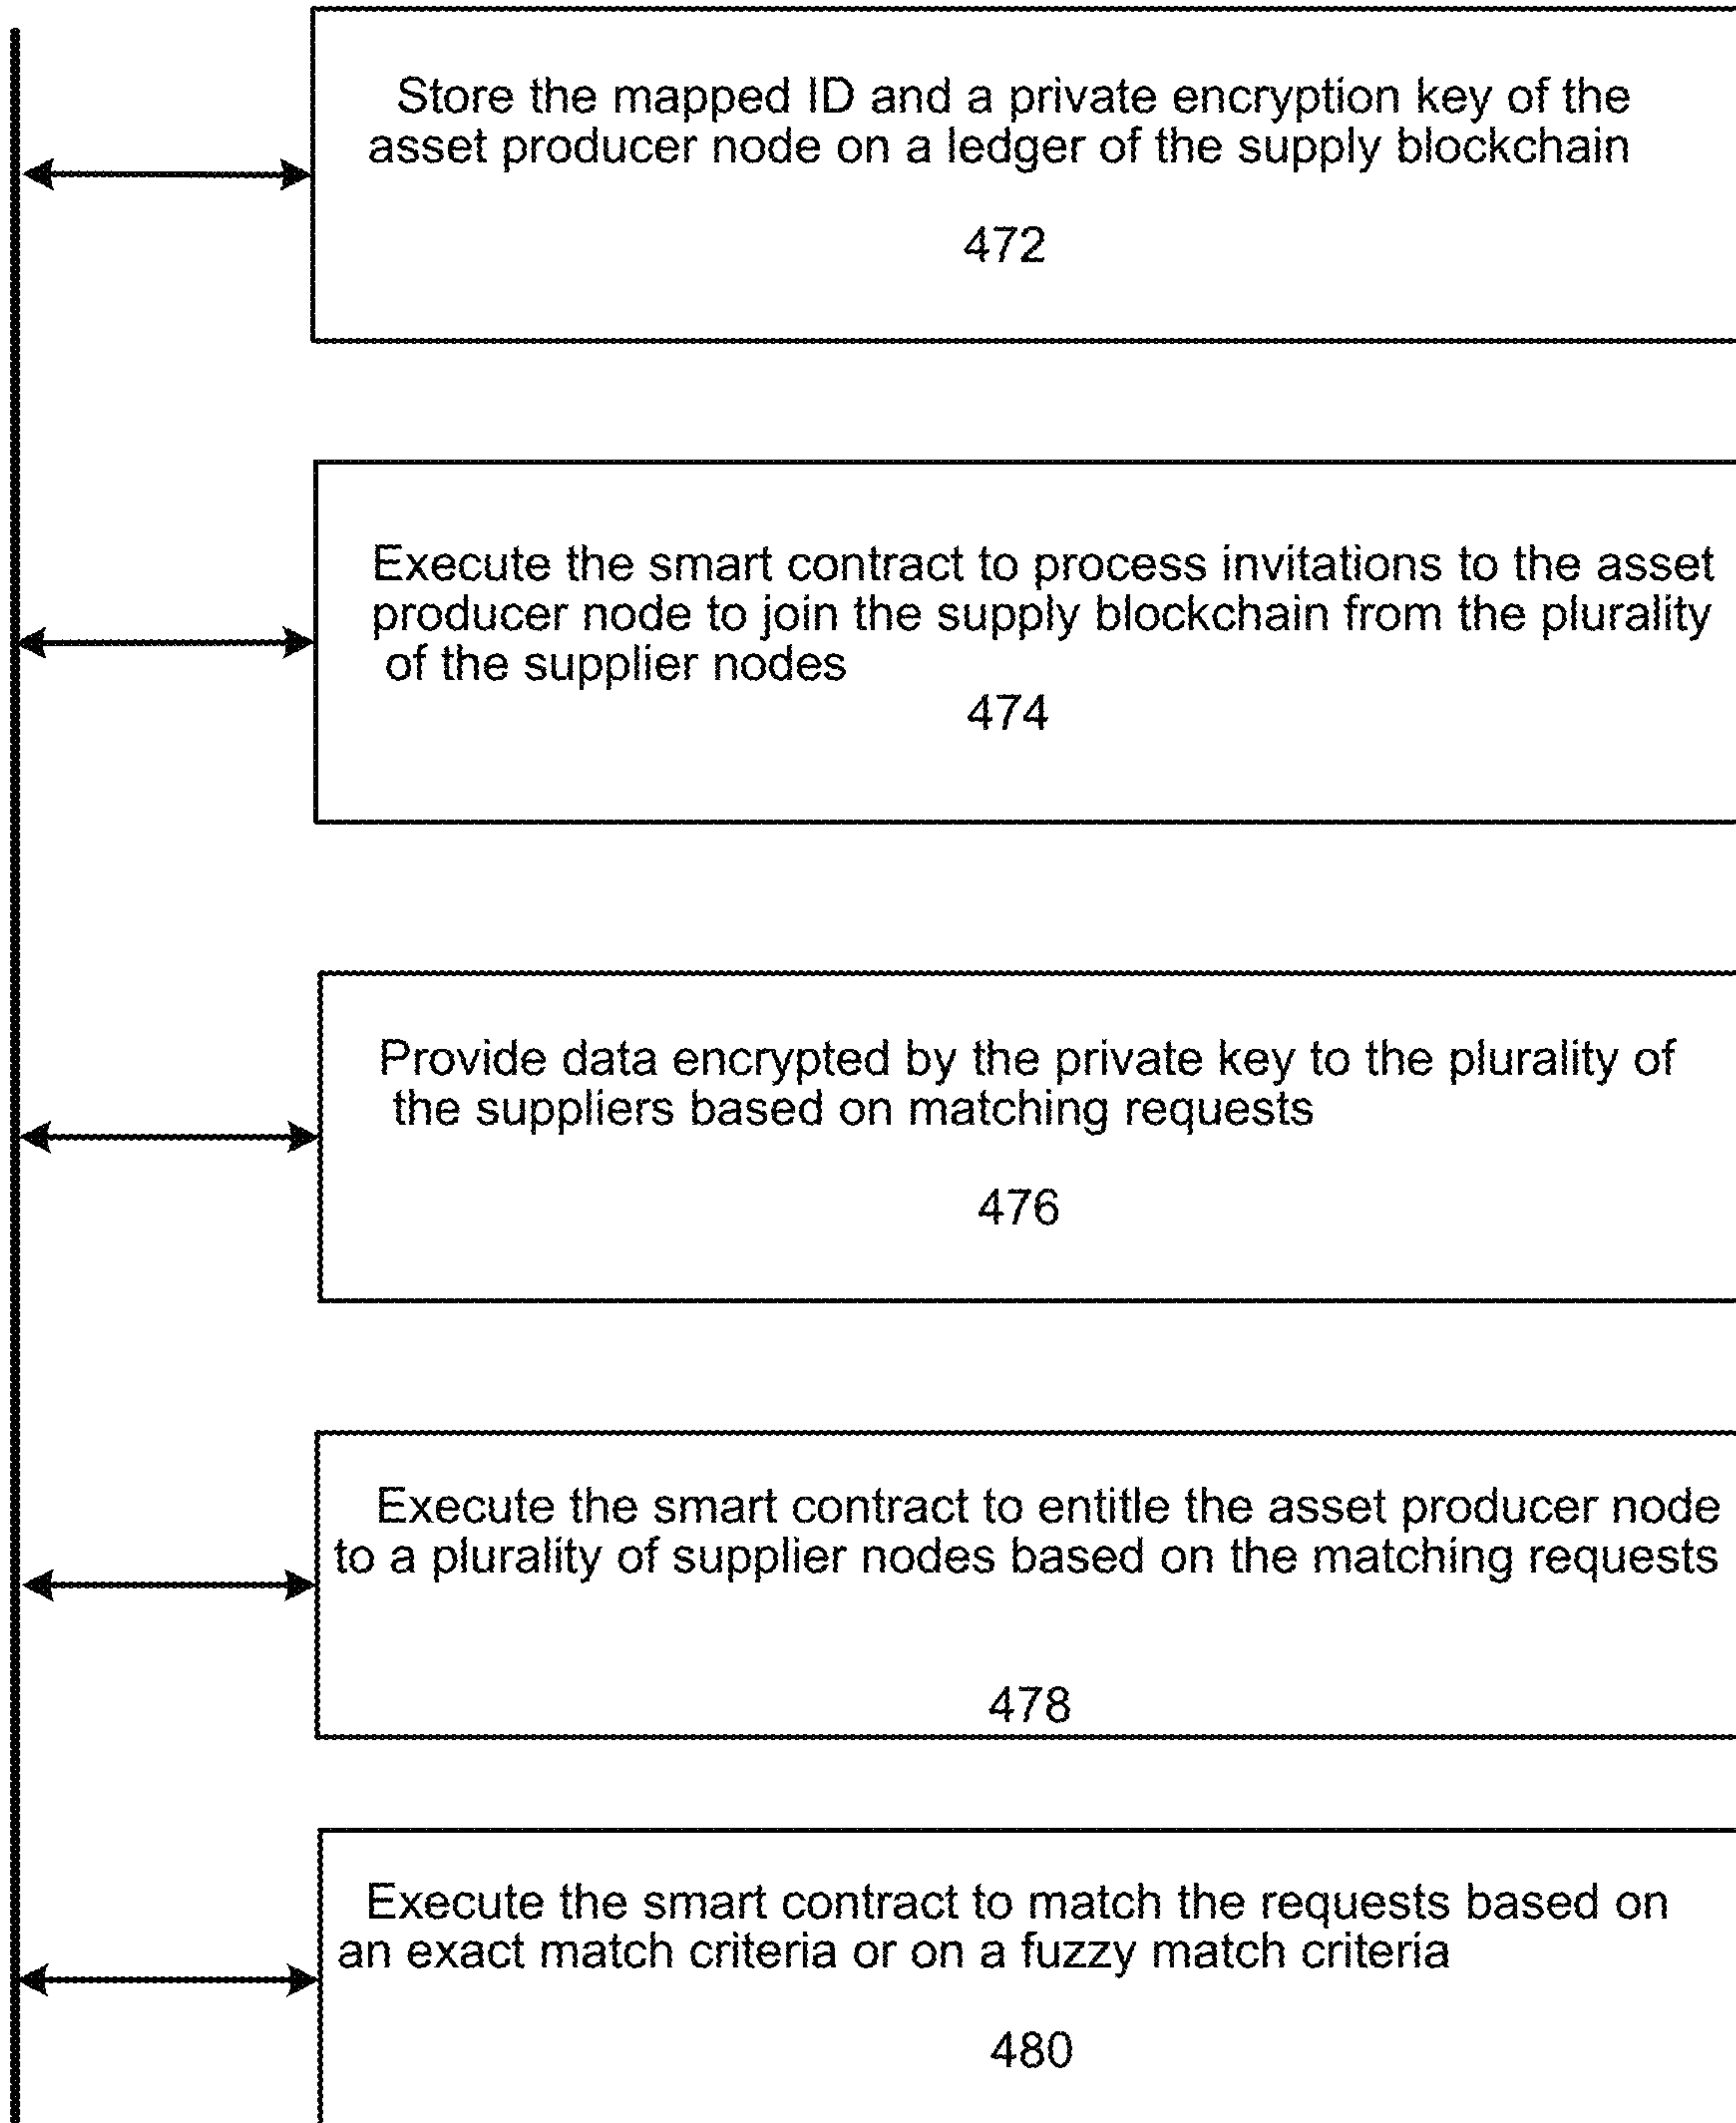 Store the mapped ID and a private encryption key of the
asset producer node on a ledger of the supply blockchain
472
Execute the smart contract to process invitations to the asset
producer node to join the supply blockchain from the plurality
of the supplier nodes
474
Provide data encrypted by the private key to the plurality of
the suppliers based on matching requests
476
Execute the smart contract to entitle the asset producer node
to a plurality of supplier nodes based on the matching requests
478
Execute the smart contract to match the requests based on
an exact match criteria or on a fuzzy match criteria
480